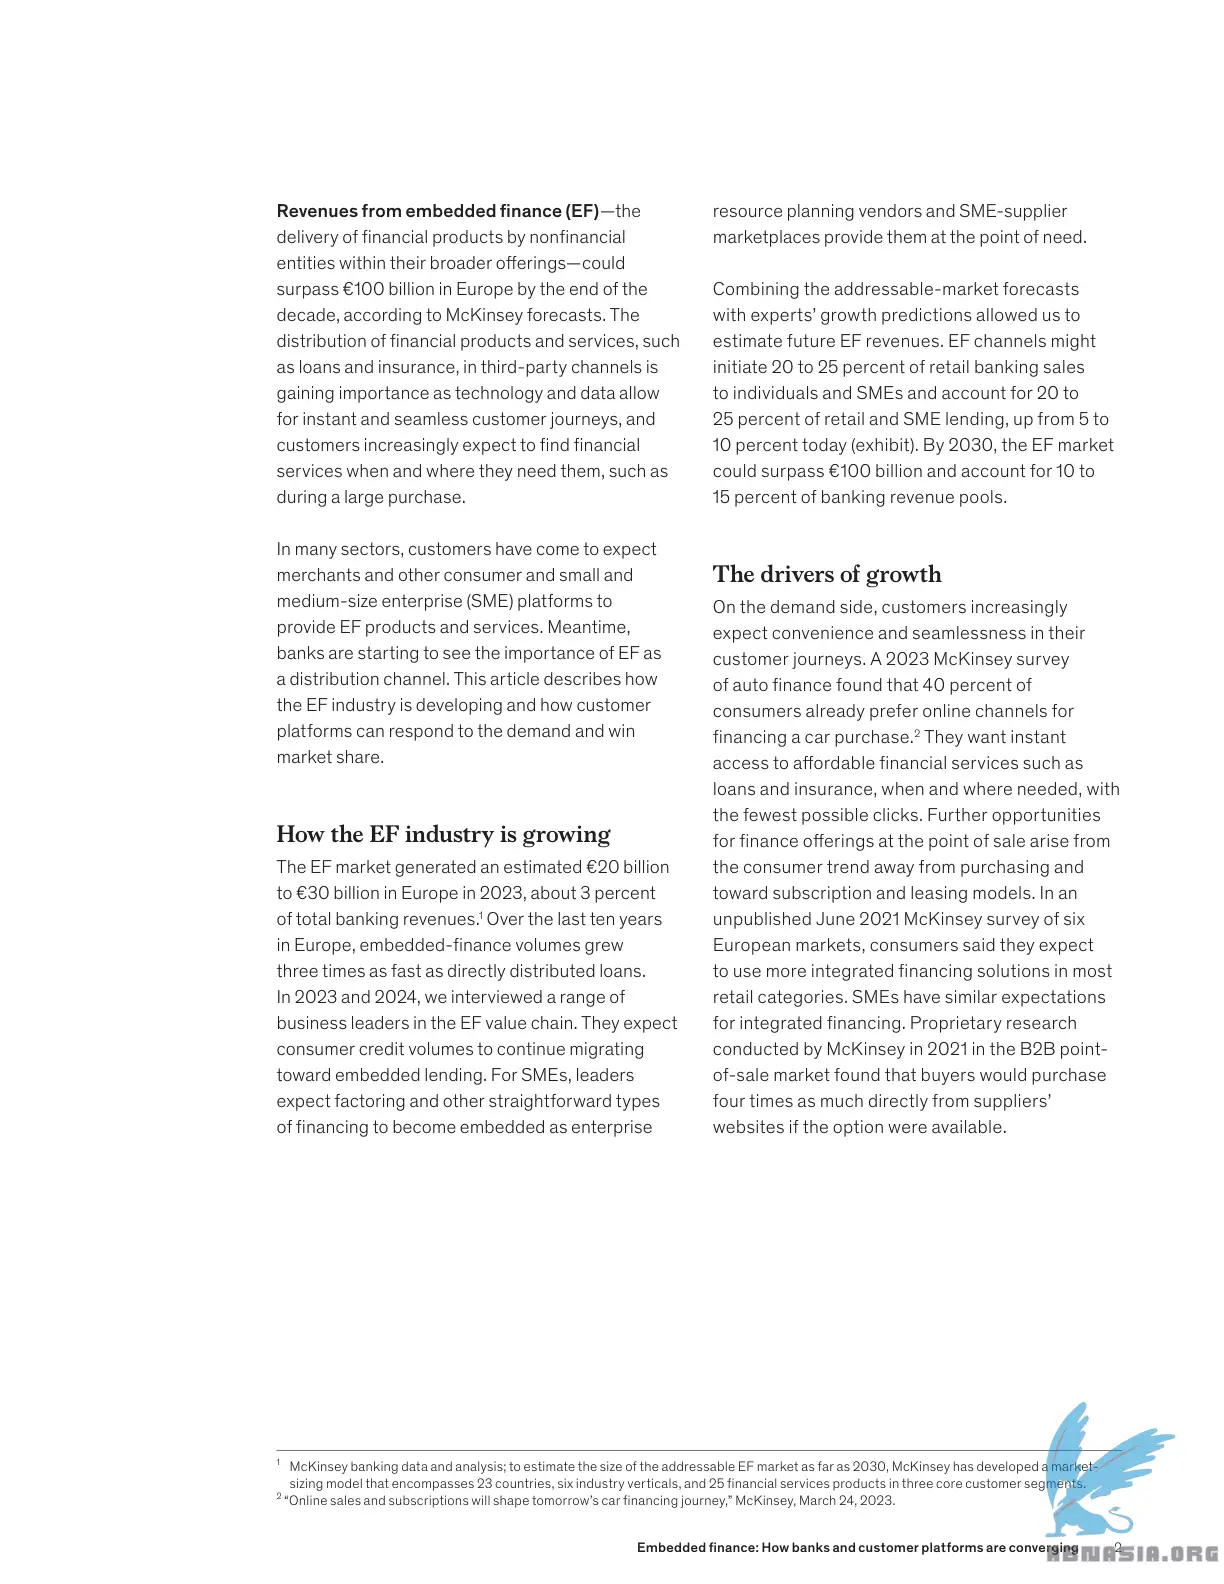 Revenues from embedded finance (EF)—the
delivery of financial products by nonfinancial
entities within their broader offerings—could
surpass €100 billion in Europe by the end of the
decade, according to McKinsey forecasts. The
distribution of financial products and services, such
as loans and insurance, in third-party channels is
gaining importance as technology and data allow
for instant and seamless customer journeys, and
customers increasingly expect to find financial
services when and where they need them, such as
during a large purchase.
In many sectors, customers have come to expect
merchants and other consumer and small and
medium-size enterprise (SME) platforms to
provide EF products and services. Meantime,
banks are starting to see the importance of EF as
a distribution channel. This article describes how
the EF industry is developing and how customer
platforms can respond to the demand and win
market share.
How the EF industry is growing
The EF market generated an estimated €20 billion
to €30 billion in Europe in 2023, about 3 percent
of total banking revenues.¹ Over the last ten years
in Europe, embedded-finance volumes grew
three times as fast as directly distributed loans.
In 2023 and 2024, we interviewed a range of
business leaders in the EF value chain. They expect
consumer credit volumes to continue migrating
toward embedded lending. For SMEs, leaders
expect factoring and other straightforward types
of financing to become embedded as enterprise
resource planning vendors and SME-supplier
marketplaces provide them at the point of need.
Combining the addressable-market forecasts
with experts’ growth predictions allowed us to
estimate future EF revenues. EF channels might
initiate 20 to 25 percent of retail banking sales
to individuals and SMEs and account for 20 to
25 percent of retail and SME lending, up from 5 to
10 percent today (exhibit). By 2030, the EF market
could surpass €100 billion and account for 10 to
15 percent of banking revenue pools.
The drivers of growth
On the demand side, customers increasingly
expect convenience and seamlessness in their
customer journeys. A 2023 McKinsey survey
of auto finance found that 40 percent of
consumers already prefer online channels for
financing a car purchase.² They want instant
access to affordable financial services such as
loans and insurance, when and where needed, with
the fewest possible clicks. Further opportunities
for finance offerings at the point of sale arise from
the consumer trend away from purchasing and
toward subscription and leasing models. In an
unpublished June 2021 McKinsey survey of six
European markets, consumers said they expect
to use more integrated financing solutions in most
retail categories. SMEs have similar expectations
for integrated financing. Proprietary research
conducted by McKinsey in 2021 in the B2B point-
of-sale market found that buyers would purchase
four times as much directly from suppliers’
websites if the option were available.
¹ McKinsey banking data and analysis; to estimate the size of the addressable EF market as far as 2030, McKinsey has developed a market-
sizing model that encompasses 23 countries, six industry verticals, and 25 financial services products in three core customer segments.
² “Online sales and subscriptions will shape tomorrow’s car financing journey,” McKinsey, March 24, 2023.
Embedded finance: How banks and customer platforms are converging 2
ABNASIA.ORG